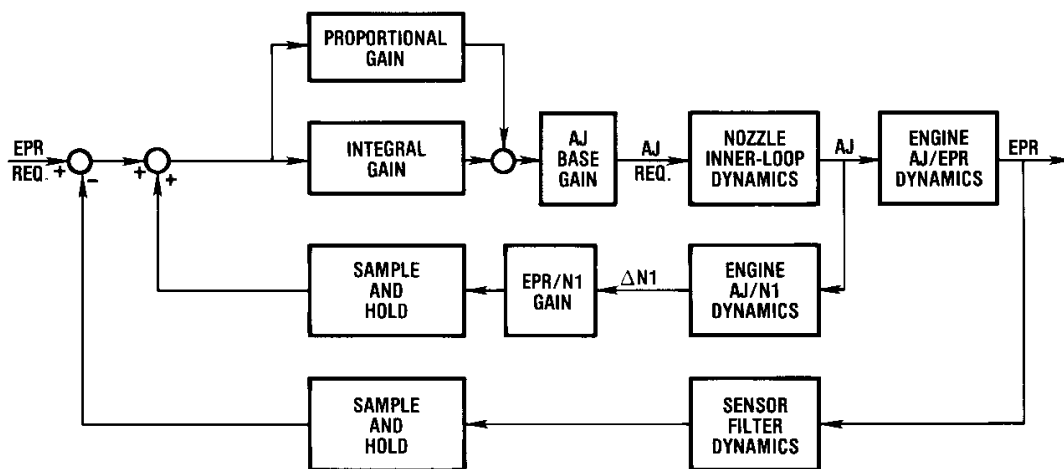 PROPORTIONAL
GAIN
EPR
REQ.
+
-
+
+
INTEGRAL
GAIN
AJ
BASE
GAIN
AJ
REQ.
NOZZLE
INNER-LOOP
DYNAMICS
AJ
ENGINE
AJ/EPR
DYNAMICS
EPR
SAMPLE
AND
HOLD
EPR/N1
GAIN
ΔN1
ENGINE
AJ/N1
DYNAMICS
SAMPLE
AND
HOLD
SENSOR
FILTER
DYNAMICS